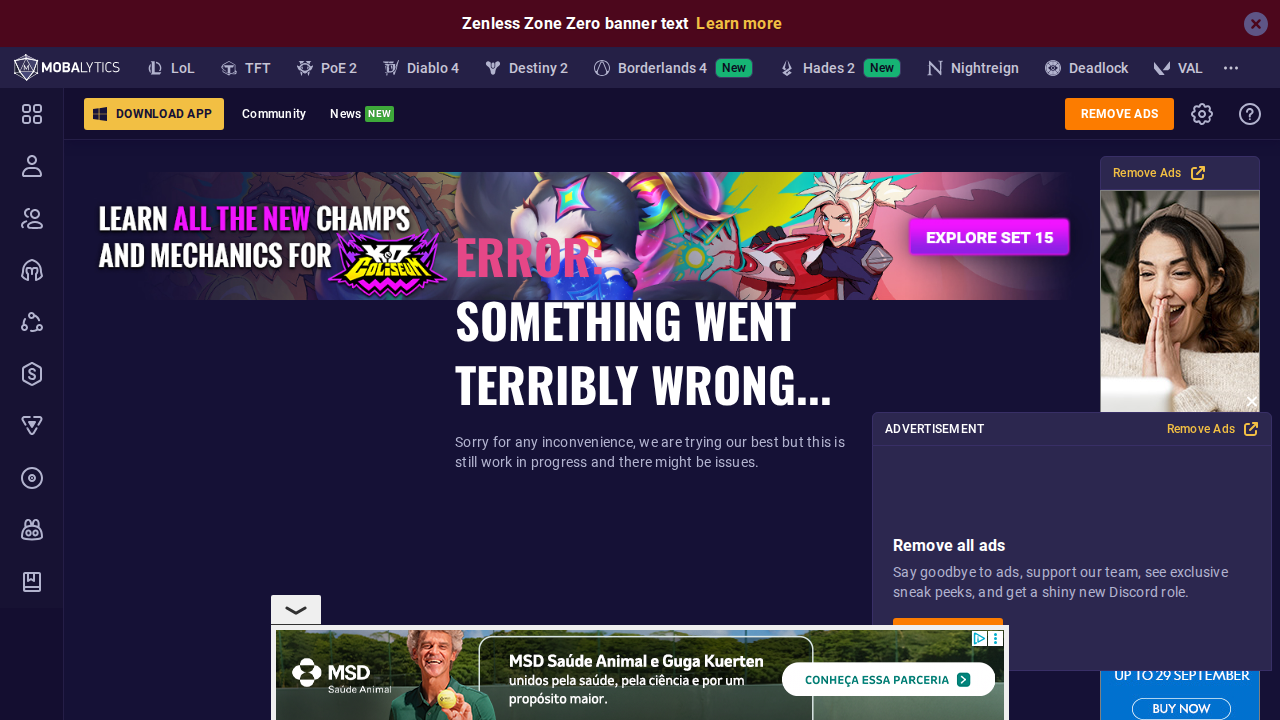 Zenless Zone Zero banner text Learn more
MOBALYTICS
LoL
TFT
PoE 2
Diablo 4
Destiny 2
Borderlands 4 New
Hades 2 New
Nightreign
Deadlock
VAL
DOWNLOAD APP
Community
News NEW
REMOVE ADS
Remove Ads
LEARN ALL THE NEW CHAMPS
AND MECHANICS FOR
COLISEUM
EXPLORE SET 15
ERROR:
SOMETHING WENT
TERRIBLY WRONG...
Sorry for any inconvenience, we are trying our best but this is
still work in progress and there might be issues.
ADVERTISEMENT
Remove Ads
Remove all ads
Say goodbye to ads, support our team, see exclusive
sneak peeks, and get a shiny new Discord role.
MSD
Saúde Animal
MSD Saúde Animal e Guga Kuerten
unidos pela saúde, pela ciência e por um
propósito maior.
CONHEÇA ESSA PARCERIA
UP TO 29 SEPTEMBER
BUY NOW